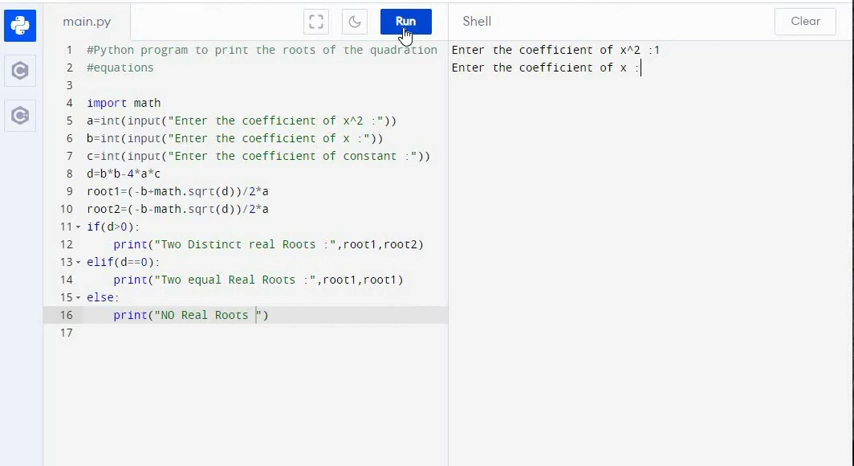 main.py
Run
Shell
Clear
1 #Python program to print the roots of the quadration
2 #equations
3
4 import math
5 a=int(input("Enter the coefficient of x^2 :"))
6 b=int(input("Enter the coefficient of x :"))
7 c=int(input("Enter the coefficient of constant :"))
8 d=b*b-4*a*c
9 root1=(-b+math.sqrt(d))/2*a
10 root2=(-b-math.sqrt(d))/2*a
11 if(d>0):
12     print("Two Distinct real Roots :",root1,root2)
13 elif(d==0):
14     print("Two equal Real Roots :",root1,root1)
15 else:
16     print("NO Real Roots ")
17
Enter the coefficient of x^2 :1
Enter the coefficient of x :